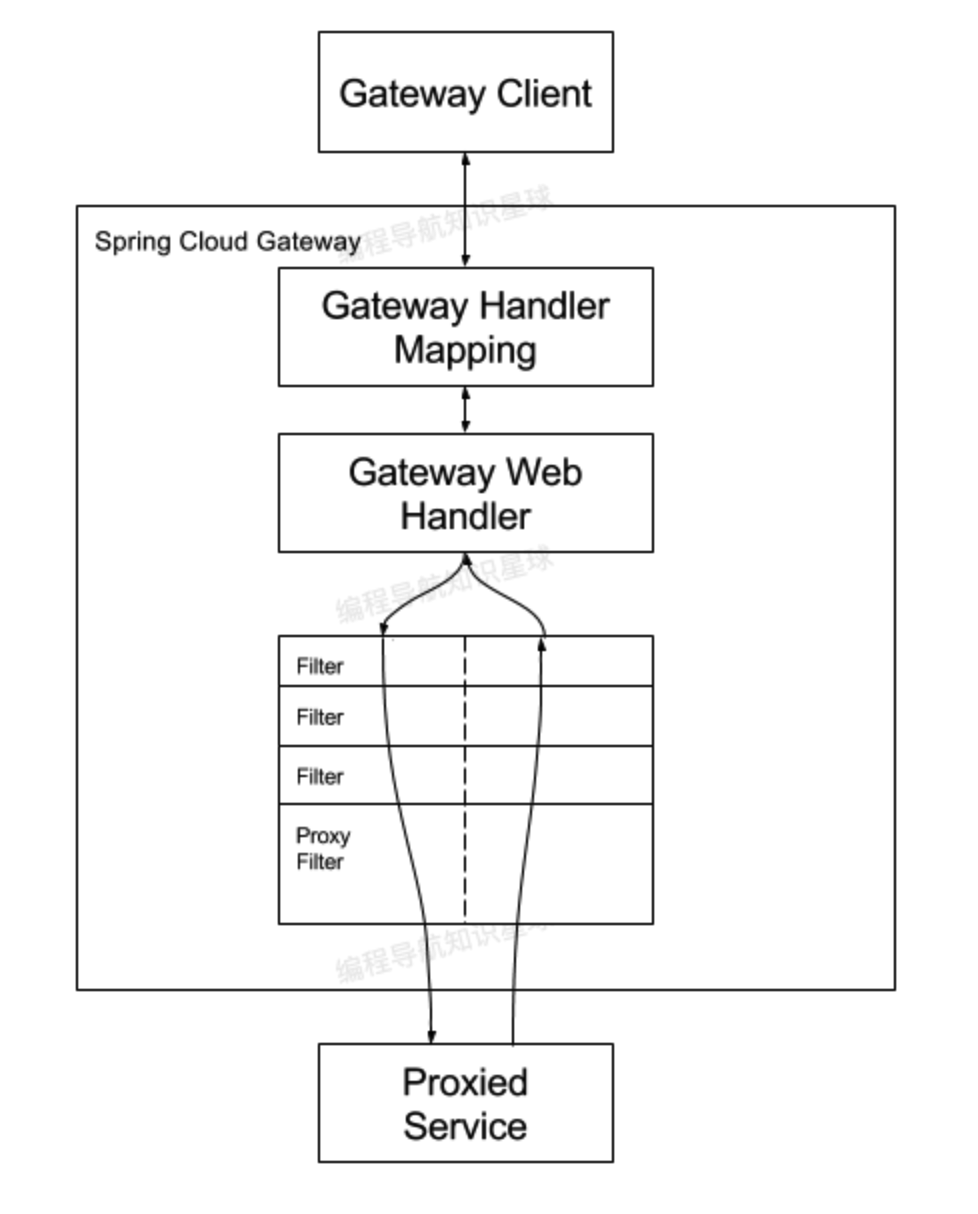 Gateway Client
编程导航知识星球
Spring Cloud Gateway
Gateway Handler
Mapping
Gateway Web
Handler
编程导航知识星球
Filter
Filter
Filter
Proxy
Filter
编程导航知识星球
Proxied
Service